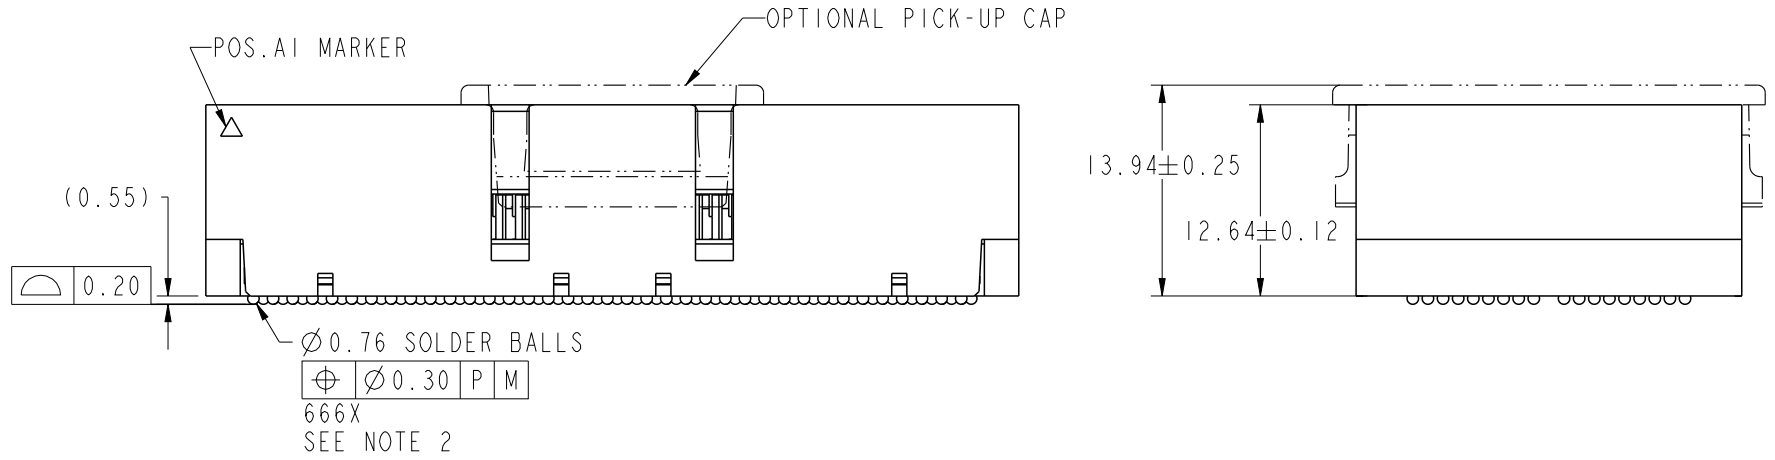 OPTIONAL PICK-UP CAP
POS.A1 MARKER
13.94±0.25
(0.55)
12.64±0.12
⌓ 0.20
Ø0.76 SOLDER BALLS
⌖ Ø0.30 P M
666X
SEE NOTE 2